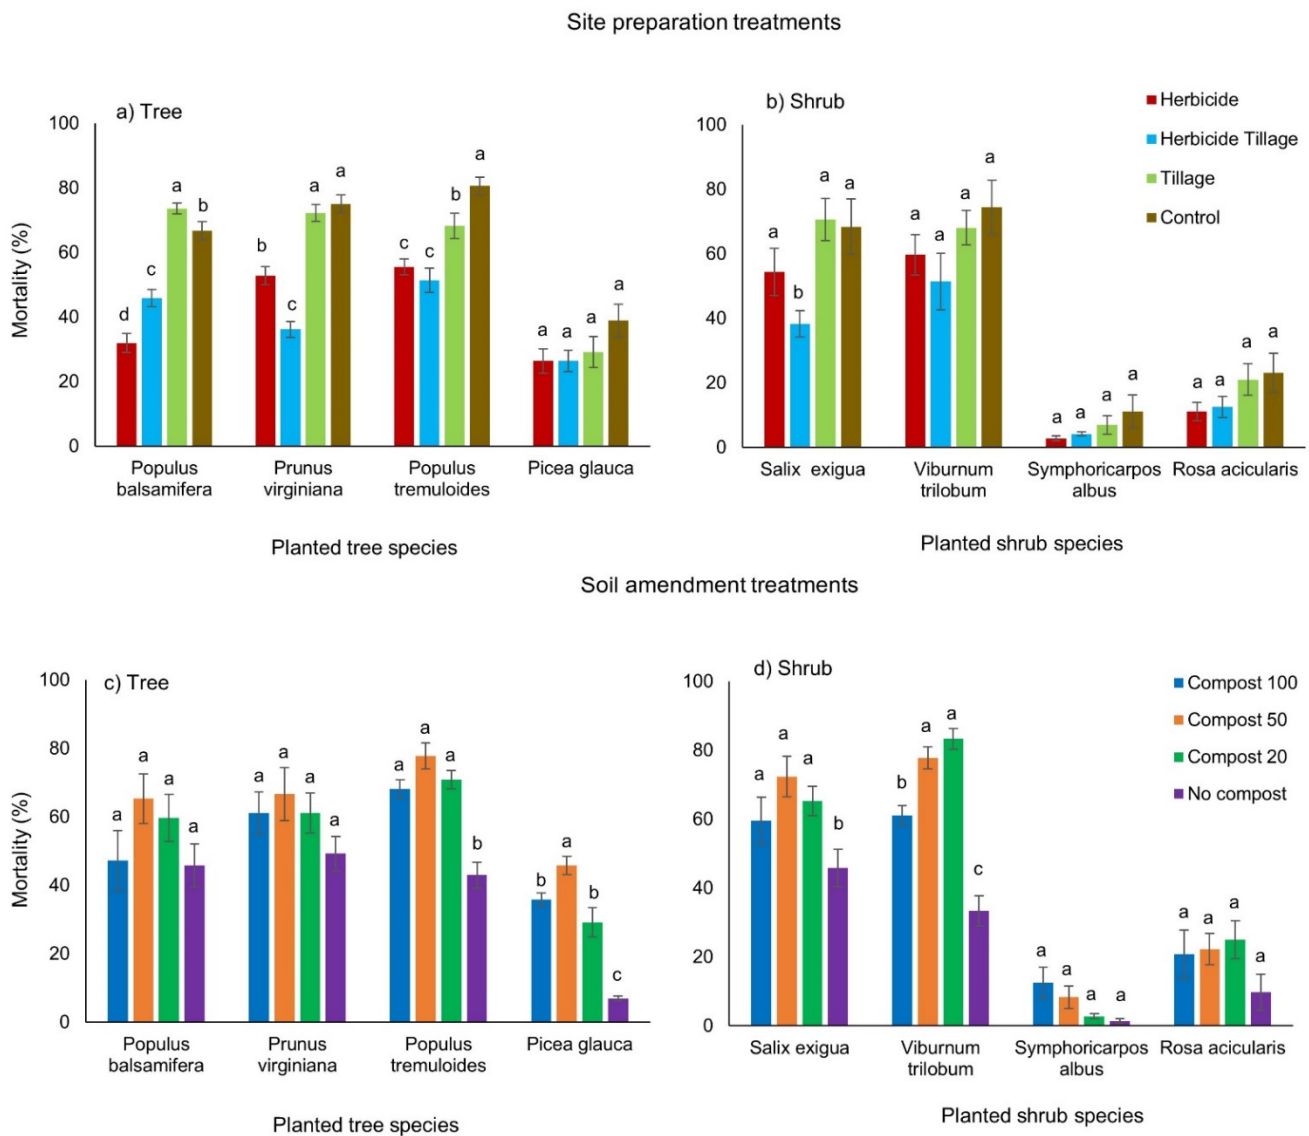 Site preparation treatments
a) Tree
100
80
60
40
20
0
Mortality (%)
d
c
a
b
b
c
a
a
c
c
b
a
a
a
a
a
Populus balsamifera
Prunus virginiana
Populus tremuloides
Picea glauca
Planted tree species
b) Shrub
Herbicide
Herbicide Tillage
Tillage
Control
100
80
60
40
20
0
a
b
a
a
a
a
a
a
a
a
a
a
a
a
a
a
Salix exigua
Viburnum trilobum
Symphoricarpos albus
Rosa acicularis
Planted shrub species
Soil amendment treatments
c) Tree
100
80
60
40
20
0
Mortality (%)
a
a
a
a
a
a
a
a
a
a
a
b
b
a
b
c
Populus balsamifera
Prunus virginiana
Populus tremuloides
Picea glauca
Planted tree species
d) Shrub
Compost 100
Compost 50
Compost 20
No compost
100
80
60
40
20
0
a
a
a
b
b
a
a
c
a
a
a
a
a
a
a
a
Salix exigua
Viburnum trilobum
Symphoricarpos albus
Rosa acicularis
Planted shrub species